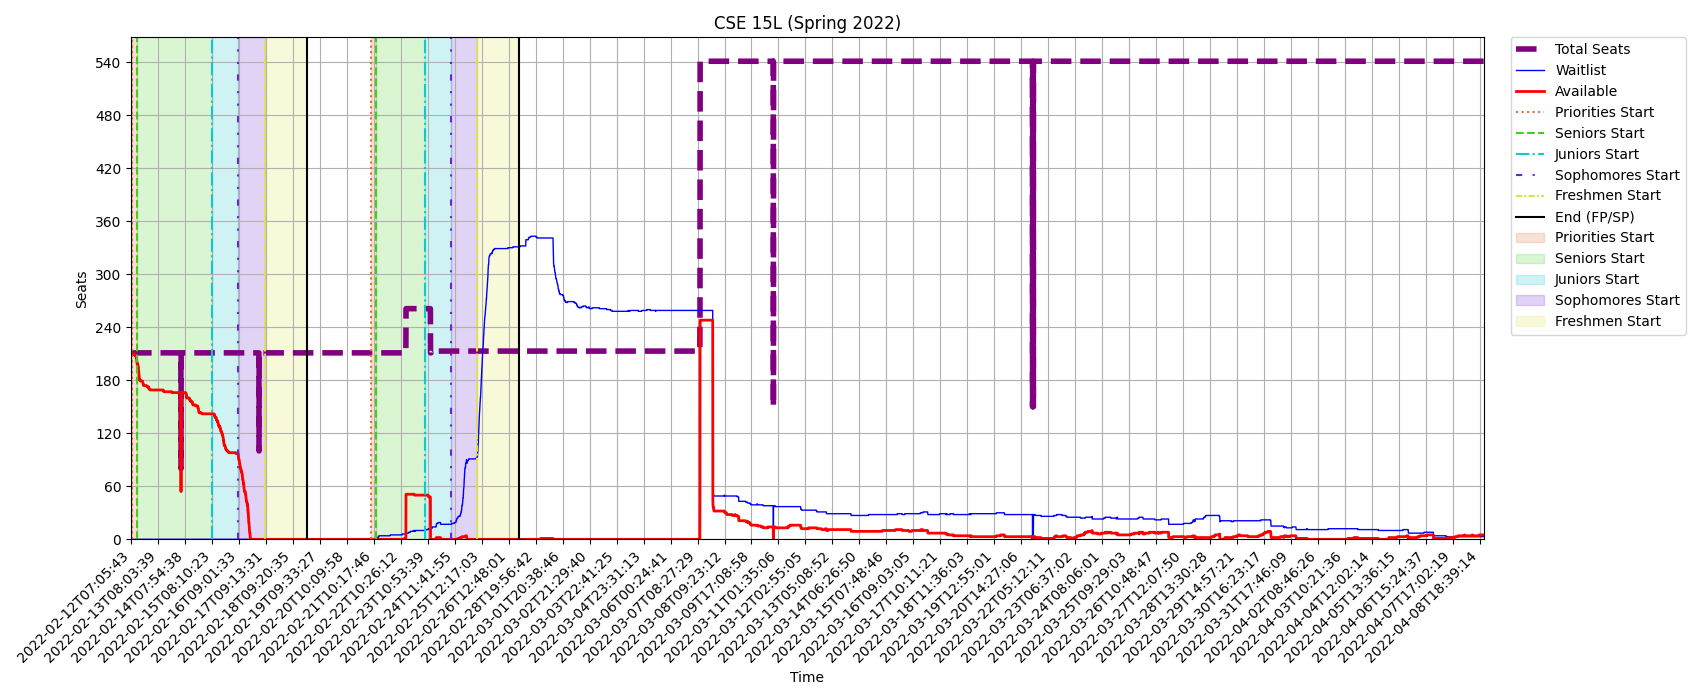 CSE 15L (Spring 2022)
Seats
540
480
420
360
300
240
180
120
60
0
2022-02-12T07:05:43
2022-02-13T08:03:39
2022-02-14T07:54:38
2022-02-15T08:10:23
2022-02-16T09:01:33
2022-02-17T09:13:31
2022-02-18T09:20:35
2022-02-19T09:33:27
2022-02-20T10:09:58
2022-02-21T10:17:46
2022-02-22T10:26:12
2022-02-23T10:53:39
2022-02-24T11:41:55
2022-02-25T12:17:03
2022-02-26T12:48:01
2022-02-28T19:56:42
2022-03-01T20:38:46
2022-03-02T21:29:40
2022-03-03T22:41:25
2022-03-04T23:31:13
2022-03-06T00:24:41
2022-03-07T08:27:29
2022-03-08T09:23:12
2022-03-09T17:08:58
2022-03-11T01:35:06
2022-03-12T02:55:05
2022-03-13T05:08:52
2022-03-14T06:26:50
2022-03-15T07:48:46
2022-03-16T09:03:05
2022-03-17T10:11:21
2022-03-18T11:36:03
2022-03-19T12:55:01
2022-03-20T14:27:06
2022-03-22T05:12:11
2022-03-23T06:37:02
2022-03-24T08:06:01
2022-03-25T09:29:03
2022-03-26T10:48:47
2022-03-27T12:07:50
2022-03-28T13:30:28
2022-03-29T14:57:21
2022-03-30T16:23:17
2022-03-31T17:46:09
2022-04-02T08:46:26
2022-04-03T10:21:36
2022-04-04T12:02:14
2022-04-05T13:36:15
2022-04-06T15:24:37
2022-04-07T17:02:19
2022-04-08T18:39:14
Time
Total Seats
Waitlist
Available
Priorities Start
Seniors Start
Juniors Start
Sophomores Start
Freshmen Start
End (FP/SP)
Priorities Start
Seniors Start
Juniors Start
Sophomores Start
Freshmen Start